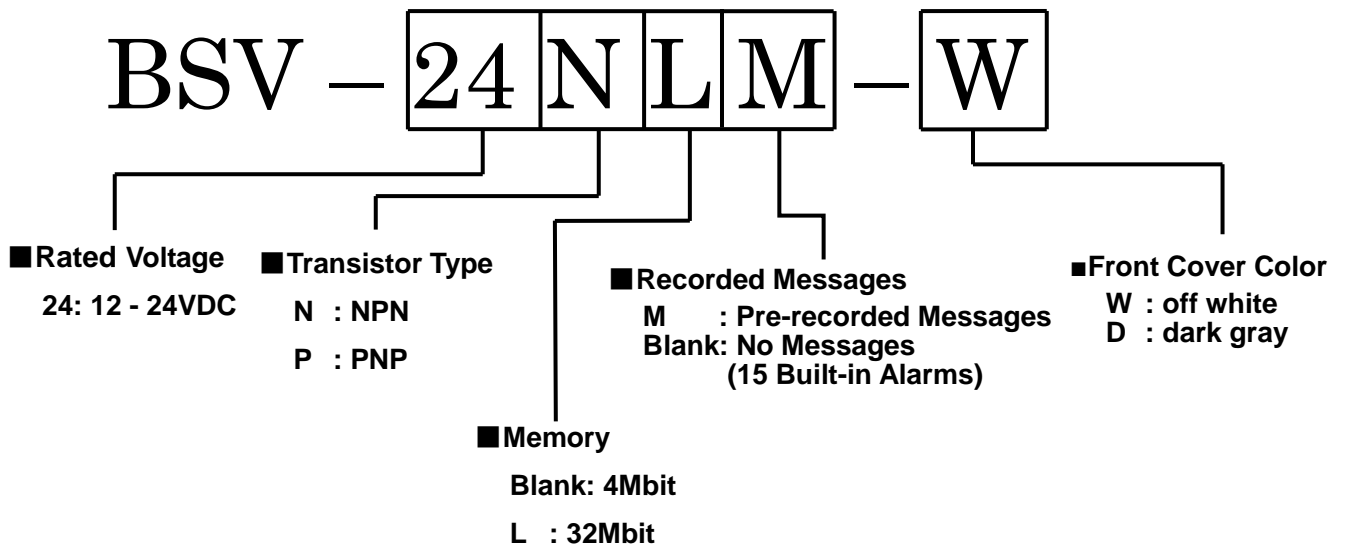 BSV – 24 N L M – W
■Rated Voltage
24: 12 - 24VDC
■Transistor Type
N : NPN
P : PNP
■Memory
Blank: 4Mbit
L : 32Mbit
■Recorded Messages
M : Pre-recorded Messages
Blank: No Messages
(15 Built-in Alarms)
■Front Cover Color
W : off white
D : dark gray